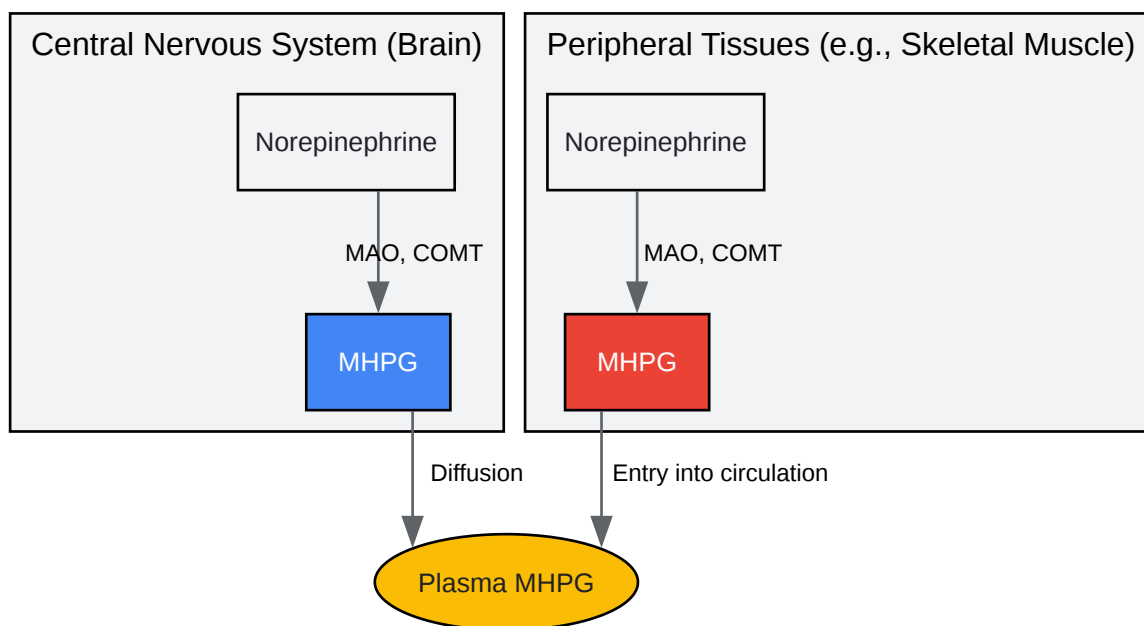 Central Nervous System (Brain)
Peripheral Tissues (e.g., Skeletal Muscle)
Norepinephrine
Norepinephrine
MAO, COMT
MAO, COMT
MHPG
MHPG
Diffusion
Entry into circulation
Plasma MHPG